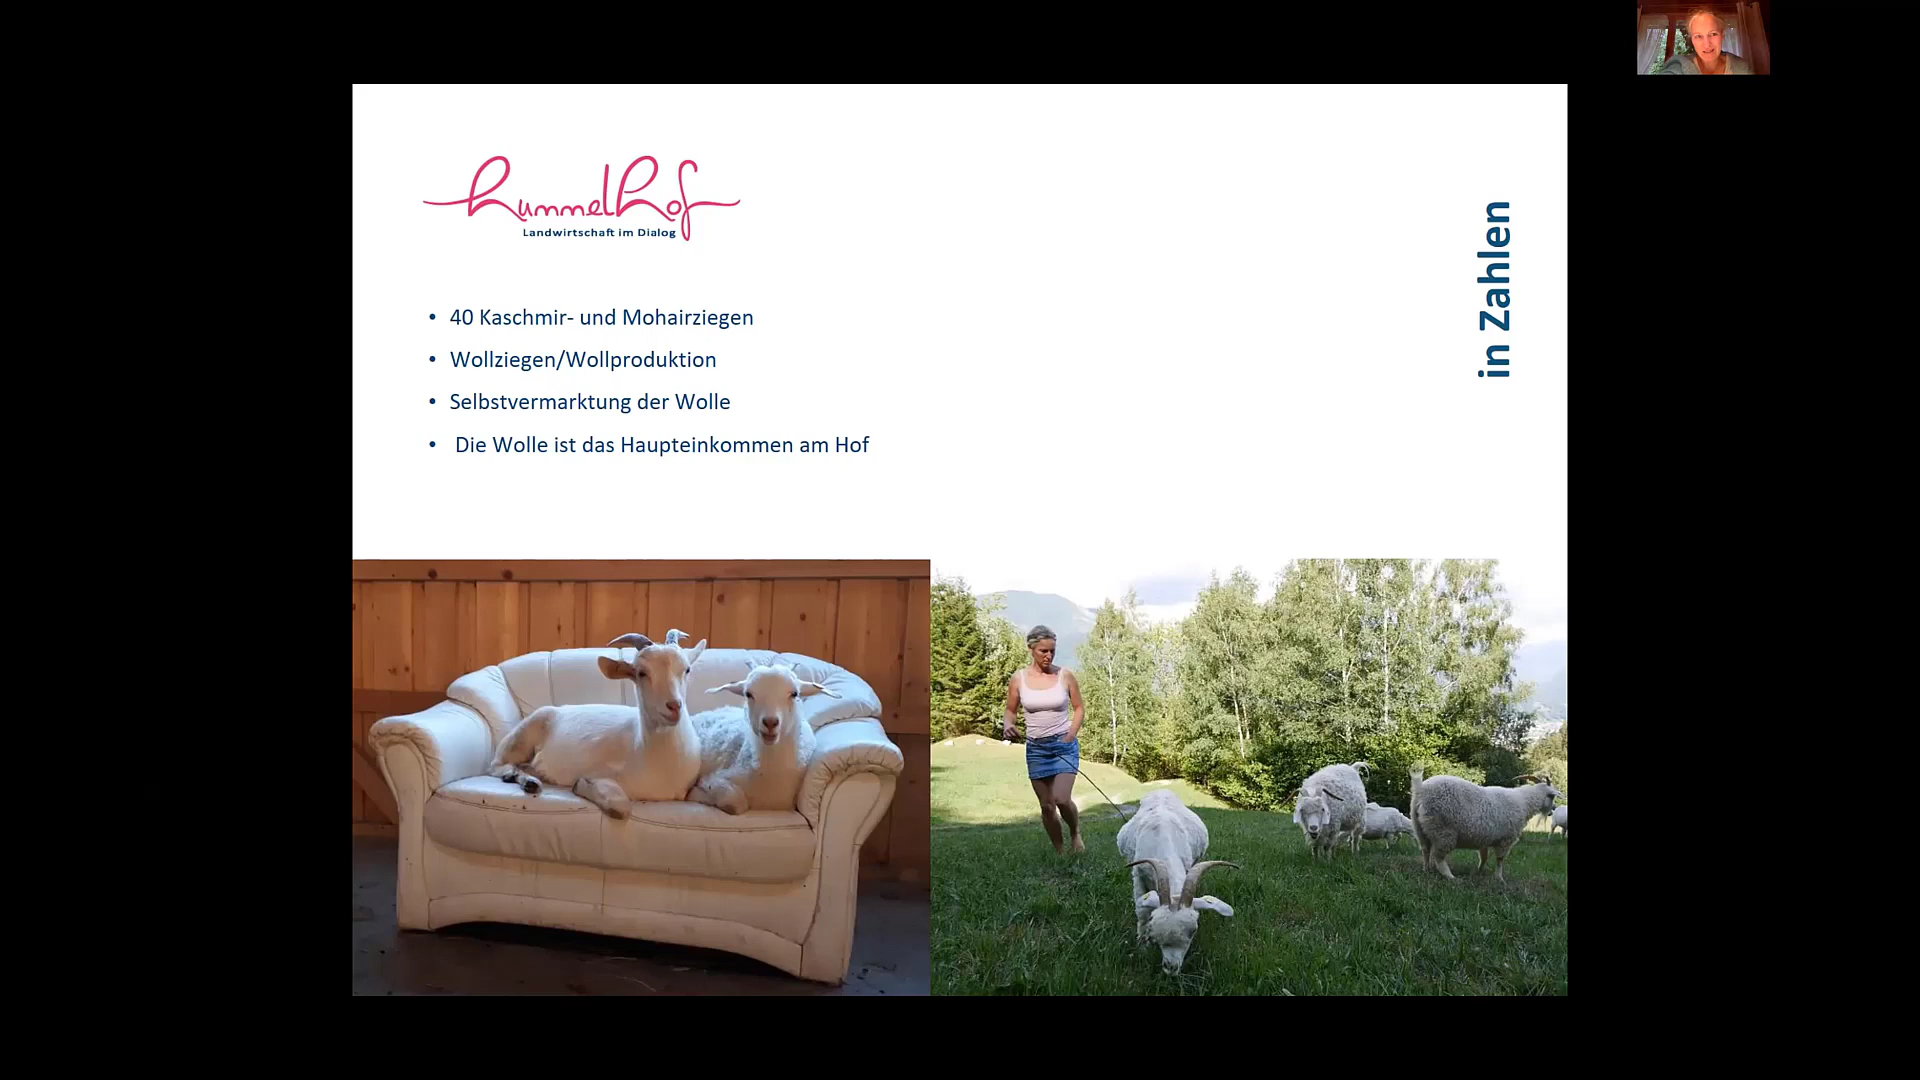 hummelhof
Landwirtschaft im Dialog
in Zahlen
• 40 Kaschmir- und Mohairziegen
• Wollziegen/Wollproduktion
• Selbstvermarktung der Wolle
• Die Wolle ist das Haupteinkommen am Hof